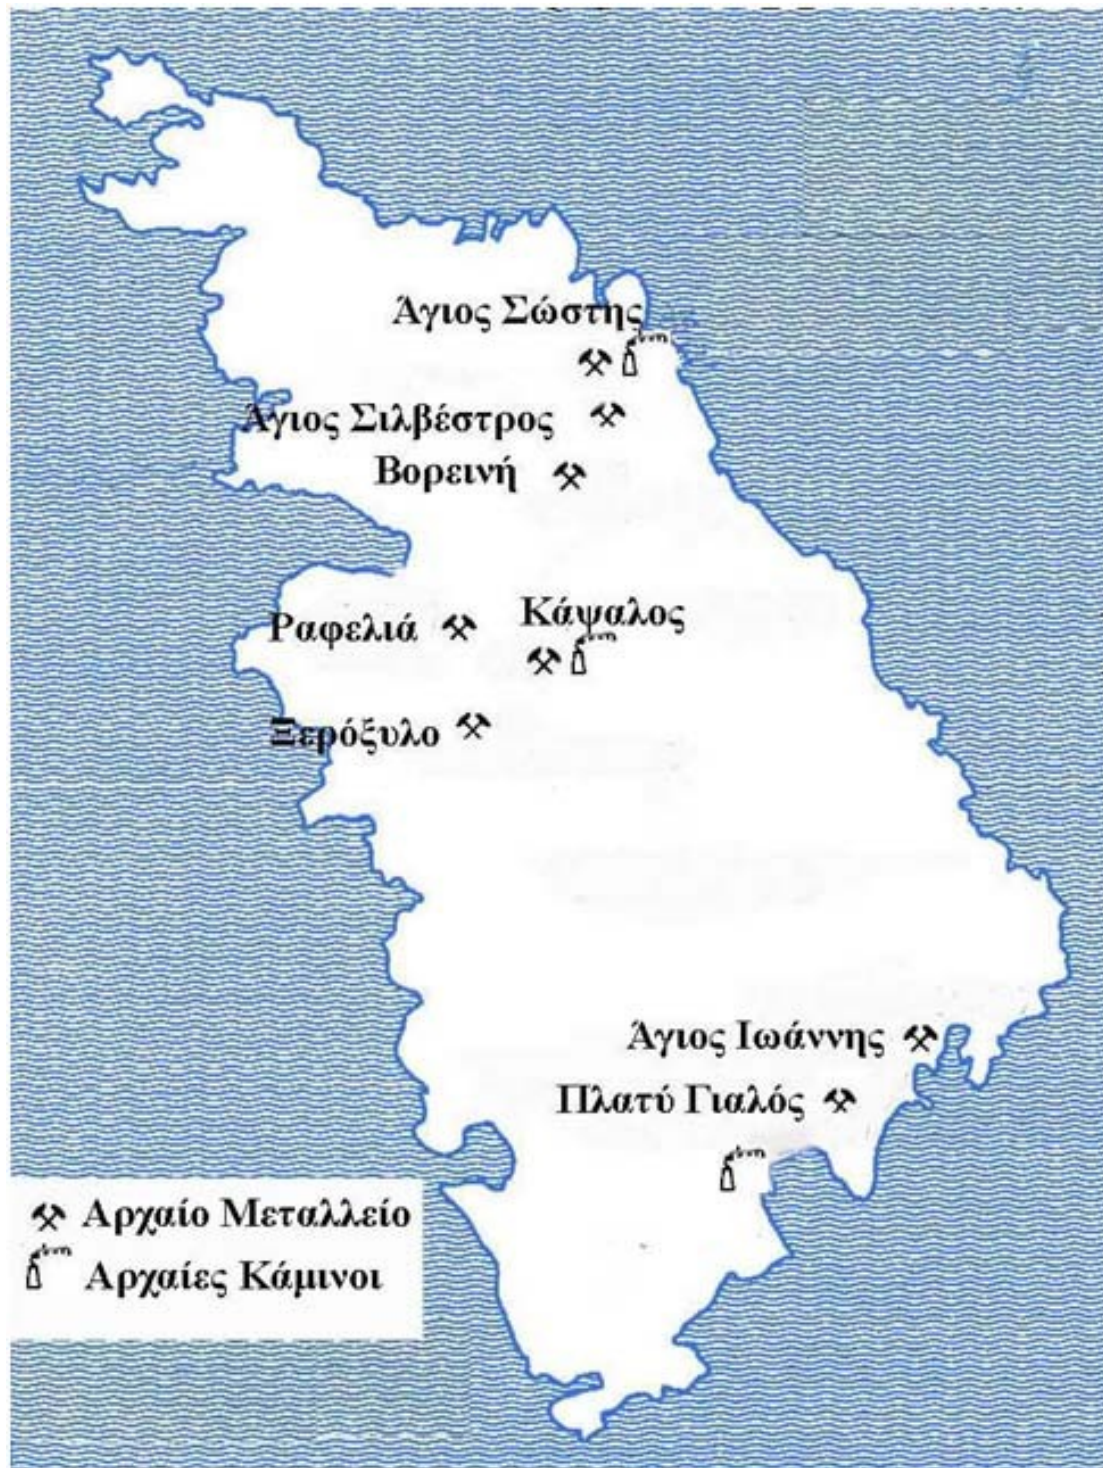 Άγιος Σώστης
Άγιος Σιλβέστρος
Βορεινή
Κάψαλος
Ραφελιά
Ξερόξυλο
Άγιος Ιωάννης
Πλατύ Γιαλός
Αρχαίο Μεταλλείο
Αρχαίες Κάμινοι